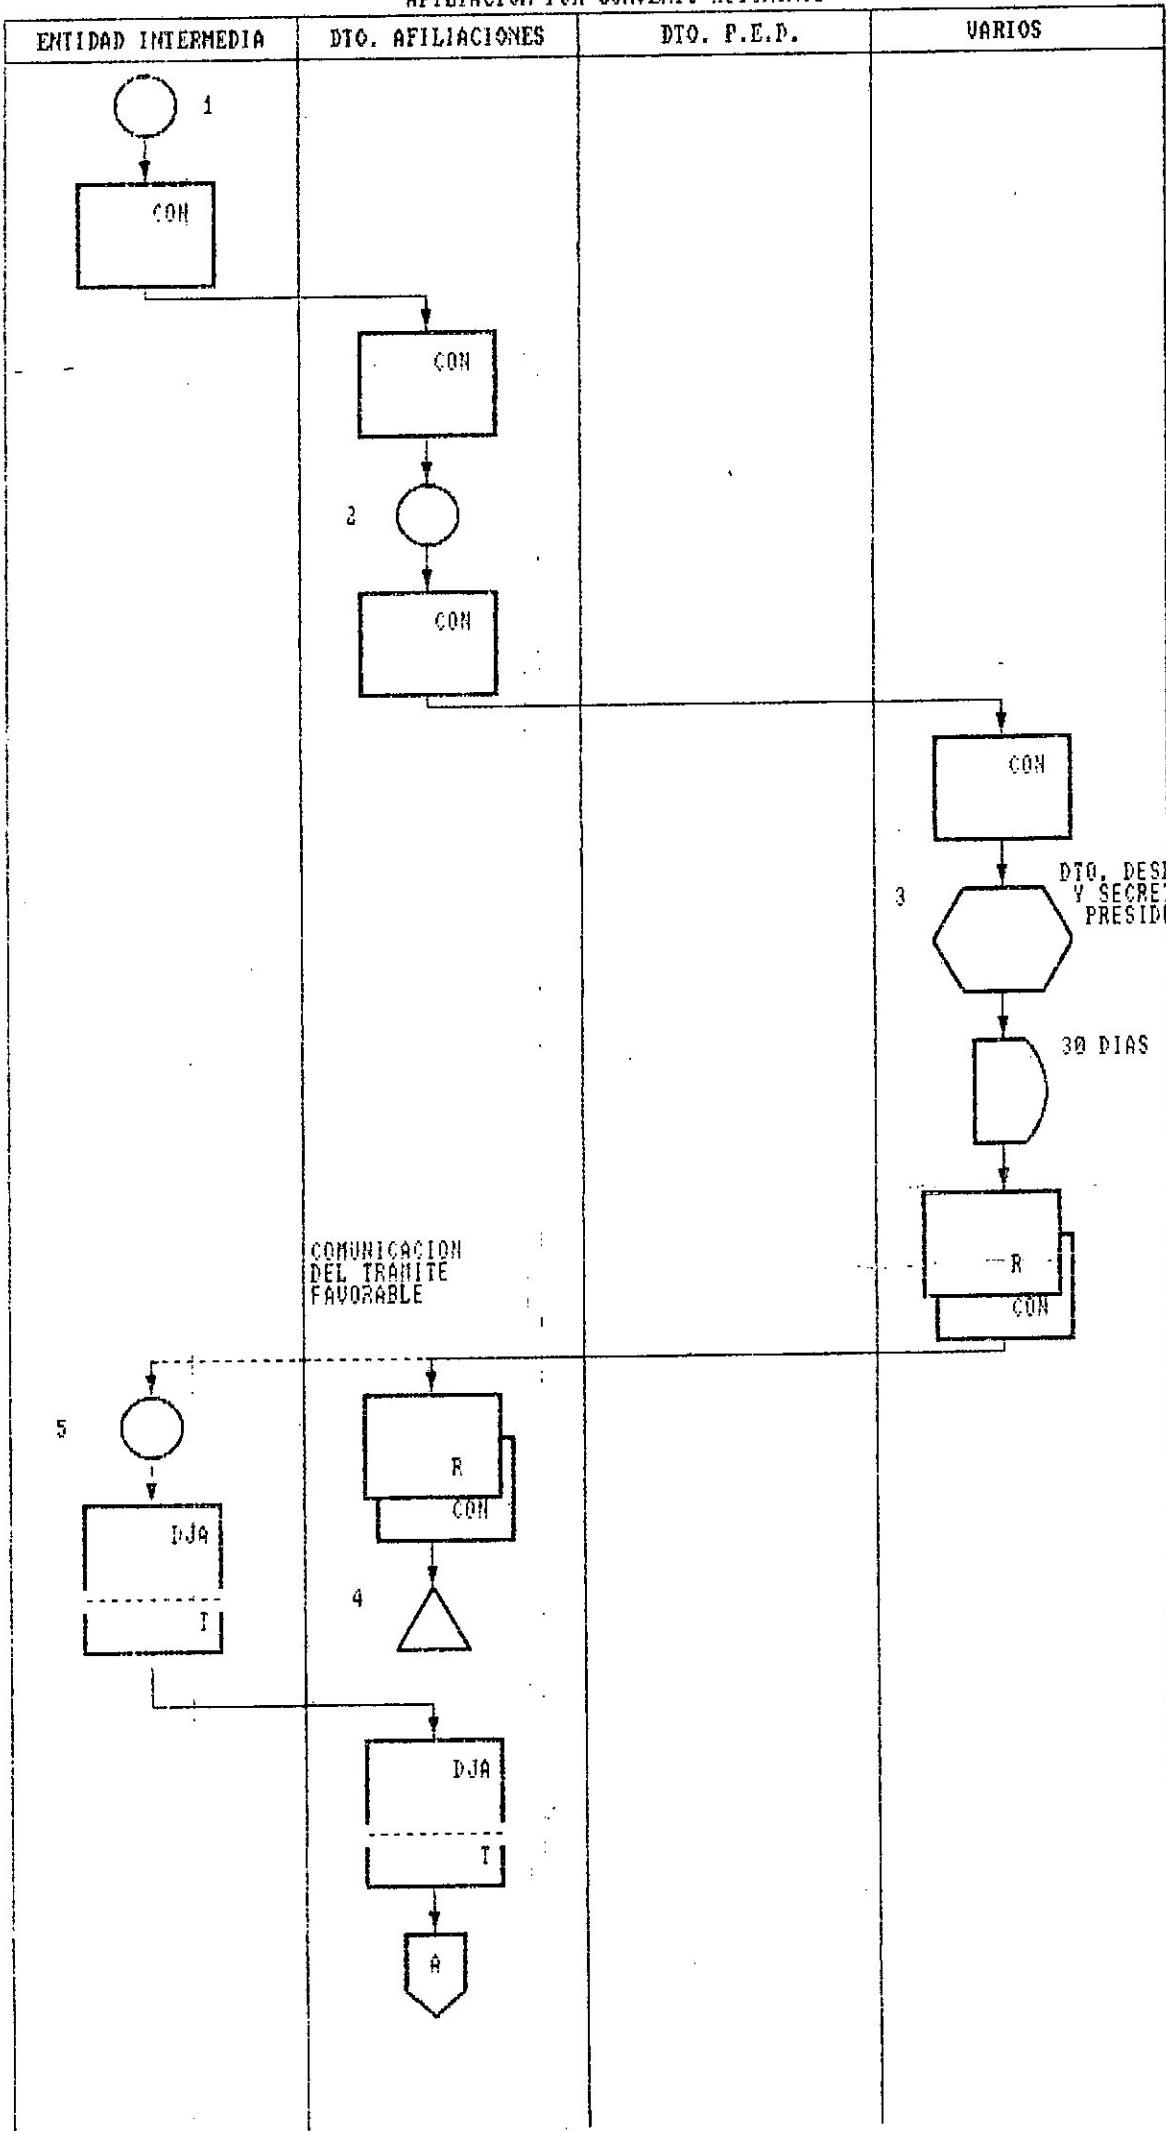 ENTIDAD INTERMEDIA
DTO. AFILIACIONES
DTO. P.E.D.
VARIOS
1
CON
CON
2
CON
CON
3
DTO.
Y
30 DIAS
R
CON
COMUNICACION
DEL TRAMITE
FAVORABLE
5
R
CON
DJA
T
4
DJA
T
A